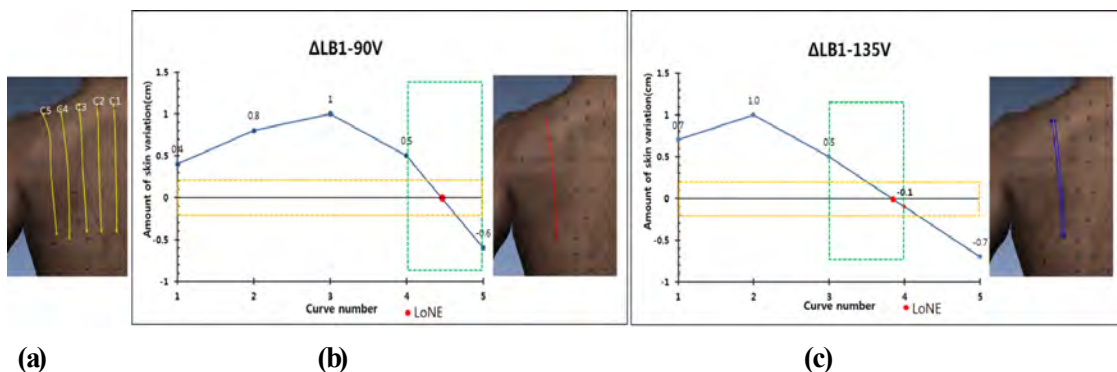 C5 C4 C3 C2 C1
ΔLB1-90V
Amount of skin variation(cm)
1.5
1
0.5
0
-0.5
-1
0.4
0.8
1
0.5
-0.6
1 2 3 4 5
Curve number
LoNE
ΔLB1-135V
Amount of skin variation(cm)
1.5
1
0.5
0
-0.5
-1
0.7
1.0
0.5
-0.1
-0.7
1 2 3 4 5
Curve number
LoNE
(a) (b) (c)